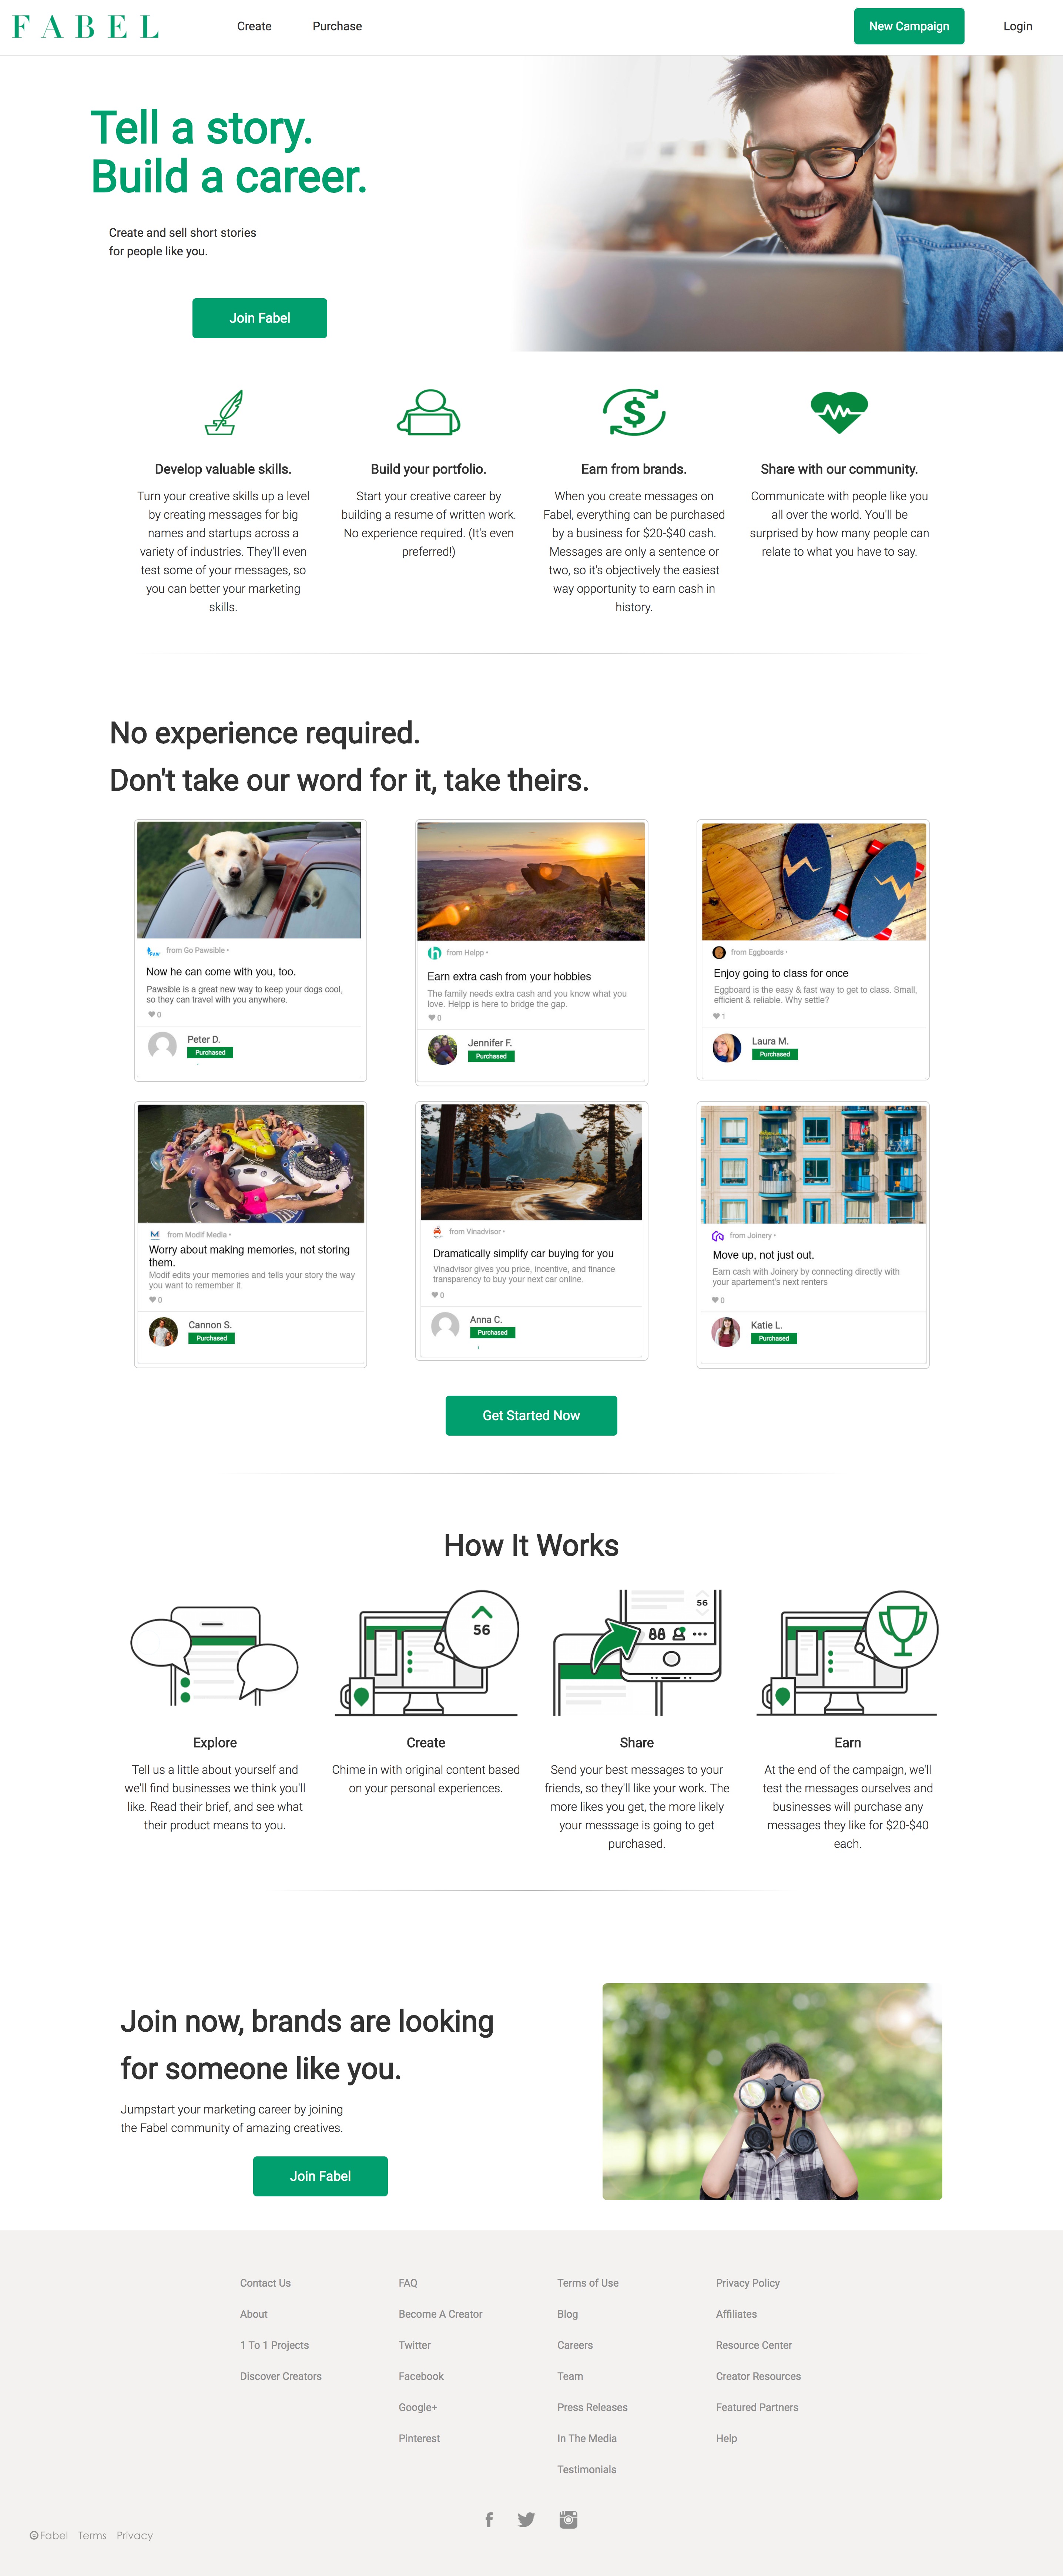 FABEL
Create
Purchase
New Campaign
Login
Tell a story.
Build a career.
Create and sell short stories
for people like you.
Join Fabel
Develop valuable skills.
Turn your creative skills up a level
by creating messages for big
names and startups across a
variety of industries. They'll even
test some of your messages, so
you can better your marketing
skills.
Build your portfolio.
Start your creative career by
building a resume of written work.
No experience required. (It's even
preferred!)
Earn from brands.
When you create messages on
Fabel, everything can be purchased
by a business for $20-$40 cash.
Messages are only a sentence or
two, so it's objectively the easiest
way opportunity to earn cash in
history.
Share with our community.
Communicate with people like you
all over the world. You'll be
surprised by how many people can
relate to what you have to say.
No experience required.
Don't take our word for it, take theirs.
from Go Pawsible •
Now he can come with you, too.
Pawsible is a great new way to keep your dogs cool,
so they can travel with you anywhere.
0
Peter D.
Purchased
from Helpp •
Earn extra cash from your hobbies
The family needs extra cash and you know what you
love. Helpp is here to bridge the gap.
0
Jennifer F.
Purchased
from Eggboards •
Enjoy going to class for once
Eggboard is the easy & fast way to get to class. Small,
efficient & reliable. Why settle?
1
Laura M.
Purchased
from Modif Media •
Worry about making memories, not storing
them.
Modif edits your memories and tells your story the way
you want to remember it.
0
Cannon S.
Purchased
from Vinadvisor •
Dramatically simplify car buying for you
Vinadvisor gives you price, incentive, and finance
transparency to buy your next car online.
0
Anna C.
Purchased
from Joinery •
Move up, not just out.
Earn cash with Joinery by connecting directly with
your apartement's next renters
0
Katie L.
Purchased
Get Started Now
How It Works
56
56
88
Explore
Tell us a little about yourself and
we'll find businesses we think you'll
like. Read their brief, and see what
their product means to you.
Create
Chime in with original content based
on your personal experiences.
Share
Send your best messages to your
friends, so they'll like your work. The
more likes you get, the more likely
your messsage is going to get
purchased.
Earn
At the end of the campaign, we'll
test the messages ourselves and
businesses will purchase any
messages they like for $20-$40
each.
Join now, brands are looking
for someone like you.
Jumpstart your marketing career by joining
the Fabel community of amazing creatives.
Join Fabel
Contact Us
About
1 To 1 Projects
Discover Creators
FAQ
Become A Creator
Twitter
Facebook
Google+
Pinterest
Terms of Use
Blog
Careers
Team
Press Releases
In The Media
Testimonials
Privacy Policy
Affiliates
Resource Center
Creator Resources
Featured Partners
Help
© Fabel Terms Privacy